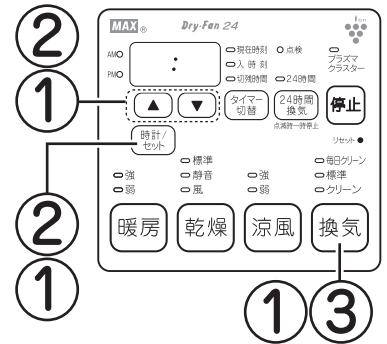 ②
①
MAX® Dry-Fan 24
Ion
AM
PM
:
現在時刻
点検
入時刻
切残時間
24時間
プラズマ
クラスター
▲
▼
タイマー
切替
24時間
換気
停止
点滅時一時停止
時計/
セット
リセット
強
弱
標準
静音
風
強
弱
毎日クリーン
標準
クリーン
②
暖房
乾燥
涼風
換気
①
①
③